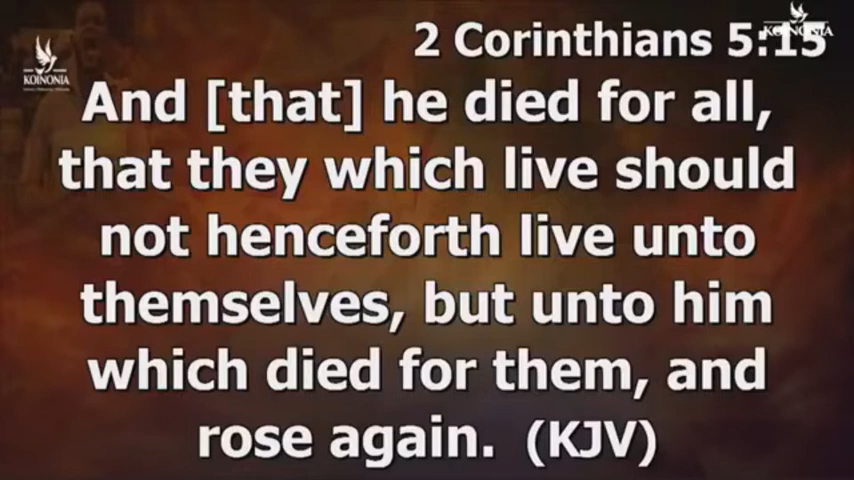 2 Corinthians 5:15
KOINONIA
KOINONIA
And [that] he died for all,
that they which live should
not henceforth live unto
themselves, but unto him
which died for them, and
rose again. (KJV)